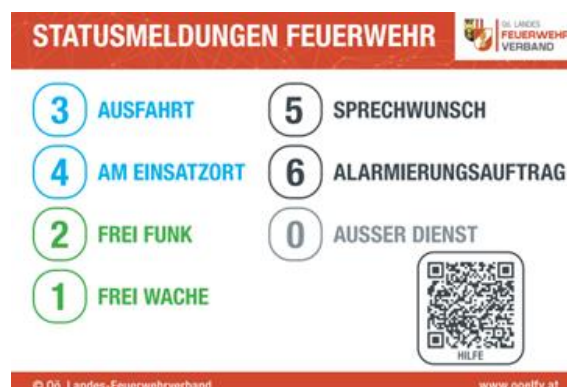 STATUSMELDUNGEN FEUERWEHR
OÖ. LANDES
FEUERWEHR
VERBAND
3 AUSFAHRT
4 AM EINSATZORT
2 FREI FUNK
1 FREI WACHE
5 SPRECHWUNSCH
6 ALARMIERUNGSAUFTRAG
0 AUSSER DIENST
HILFE
© Oö. Landes-Feuerwehrverband
www.ooelfv.at